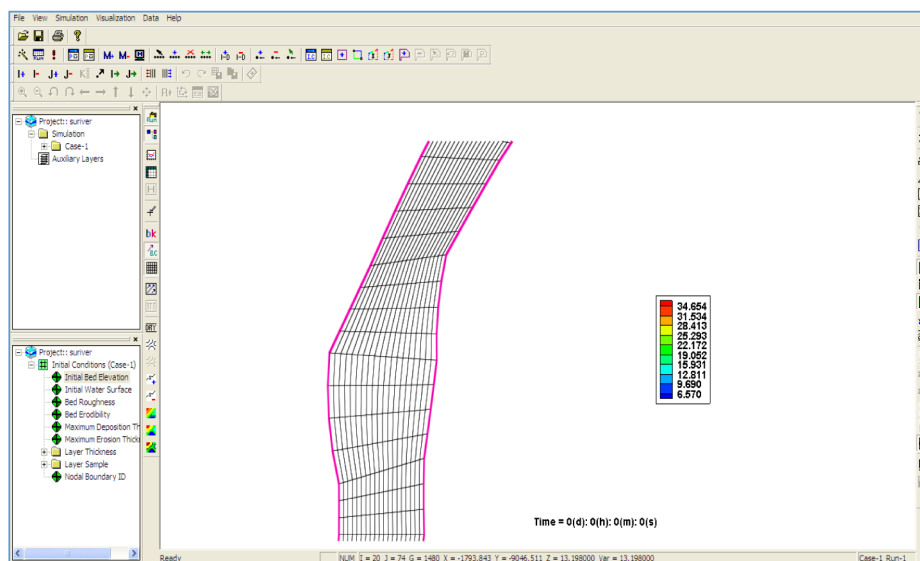 File View Simulation Visualization Data Help
Project:: suriver
Simulation
Case-1
Auxiliary Layers
Project:: suriver
Initial Conditions (Case-1)
Initial Bed Elevation
Initial Water Surface
Bed Roughness
Bed Erodibility
Maximum Deposition Th
Maximum Erosion Thick
Layer Thickness
Layer Sample
Nodal Boundary ID
34.654
31.534
28.413
25.293
22.172
19.052
15.931
12.811
9.690
6.570
Time = 0(d): 0(h): 0(m): 0(s)
Ready NUM I = 20 J = 74 G = 1480 X = -1793.843 Y = -9046.511 Z = 13.198000 Var = 13.198000 Case-1 Run-1